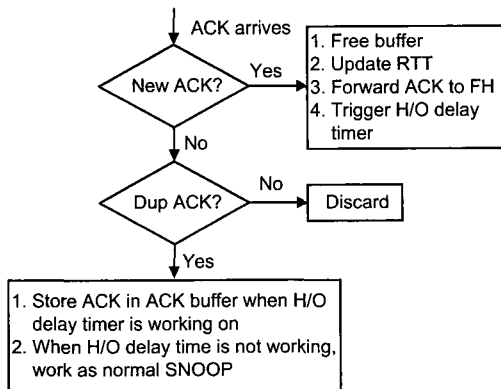 ACK arrives
New ACK?
Yes
1. Free buffer
2. Update RTT
3. Forward ACK to FH
4. Trigger H/O delay
timer
No
Dup ACK?
No
Discard
Yes
1. Store ACK in ACK buffer when H/O
delay timer is working on
2. When H/O delay time is not working,
work as normal SNOOP